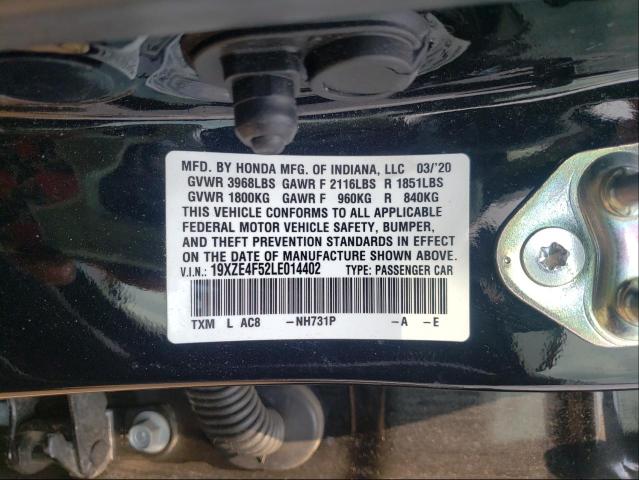 MFD. BY HONDA MFG. OF INDIANA, LLC 03/'20
GVWR 3968LBS GAWR F 2116LBS R 1851LBS
GVWR 1800KG GAWR F 960KG R 840KG
THIS VEHICLE CONFORMS TO ALL APPLICABLE
FEDERAL MOTOR VEHICLE SAFETY, BUMPER,
AND THEFT PREVENTION STANDARDS IN EFFECT
ON THE DATE OF MANUFACTURE SHOWN ABOVE.
V.I.N.: 19XZE4F52LE014402 TYPE: PASSENGER CAR
TXM L AC8 -NH731P -A -E